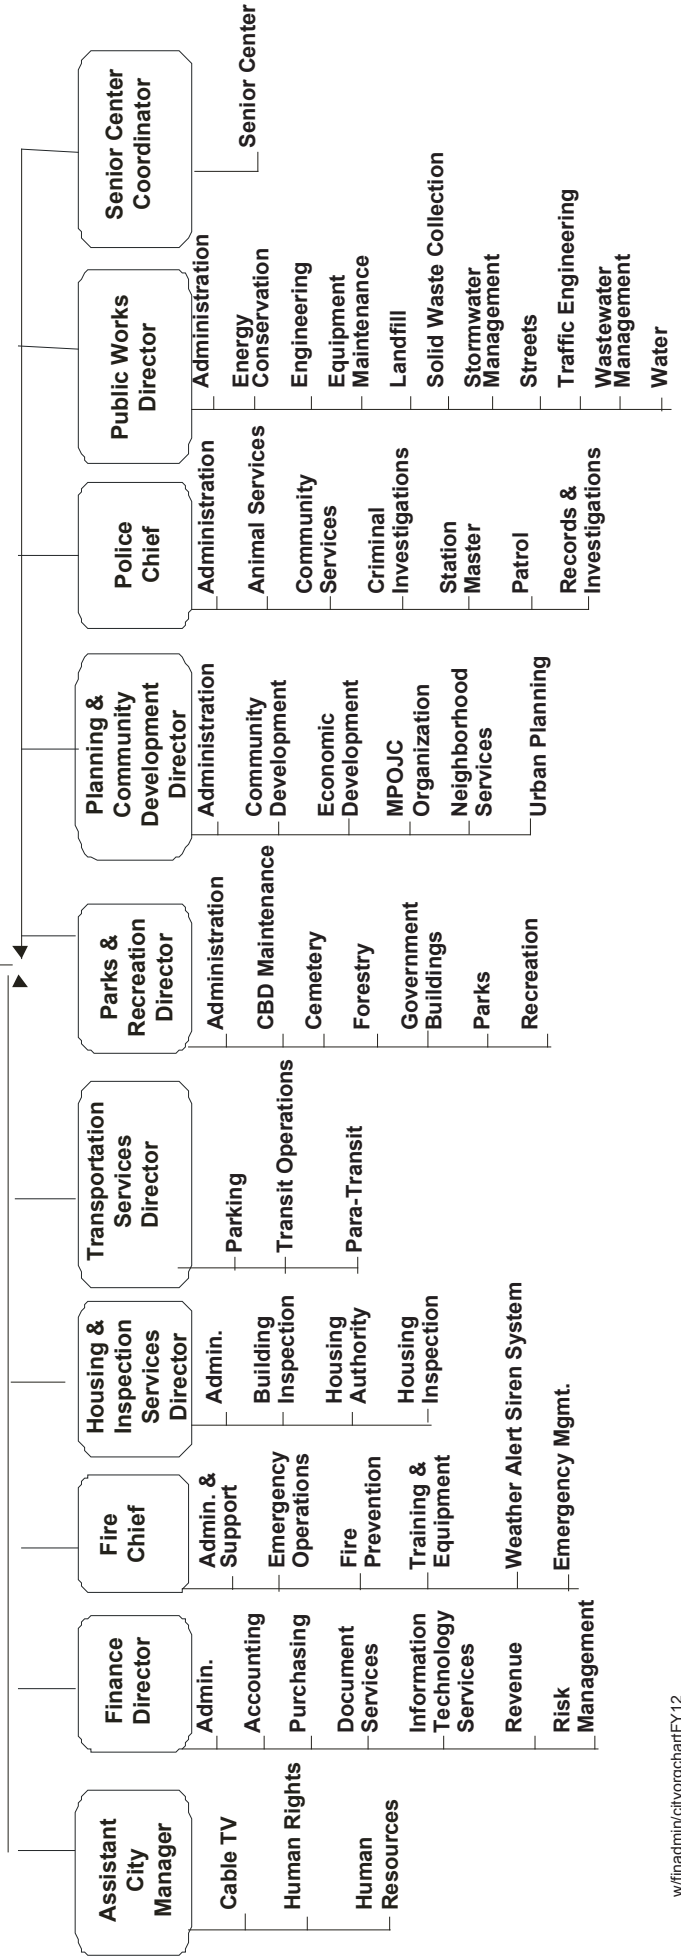 Assistant
City
Manager
Cable TV
Human Rights
Human
Resources
Finance
Director
Admin.
Accounting
Purchasing
Document
Services
Information
Technology
Services
Revenue
Risk
Management
Fire
Chief
Admin. &
Support
Emergency
Operations
Fire
Prevention
Training &
Equipment
Weather Alert Siren System
Emergency Mgmt.
Housing &
Inspection
Services
Director
Admin.
Building
Inspection
Housing
Authority
Housing
Inspection
Transportation
Services
Director
Parking
Transit Operations
Para-Transit
Parks &
Recreation
Director
Administration
CBD Maintenance
Cemetery
Forestry
Government
Buildings
Parks
Recreation
Planning &
Community
Development
Director
Administration
Community
Development
Economic
Development
MPOJC
Organization
Neighborhood
Services
Urban Planning
Police
Chief
Administration
Animal Services
Community
Services
Criminal
Investigations
Station
Master
Patrol
Records &
Investigations
Public Works
Director
Administration
Energy
Conservation
Engineering
Equipment
Maintenance
Landfill
Solid Waste Collection
Stormwater
Management
Streets
Traffic Engineering
Wastewater
Management
Water
Senior Center
Coordinator
Senior Center
w/finadmin/cityorgchartFY12